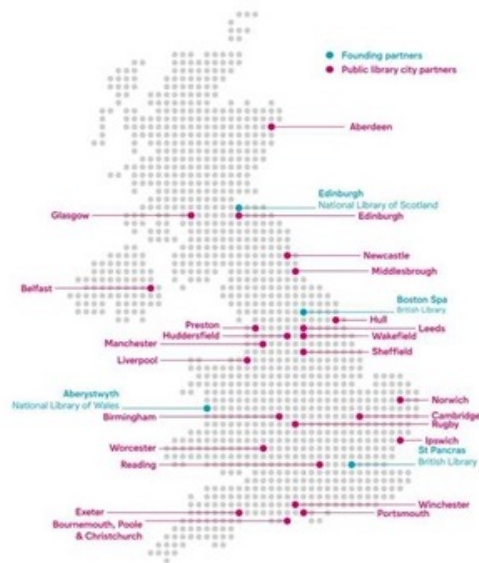 Founding partners
Public library city partners
Aberdeen
Edinburgh
National Library of Scotland
Glasgow
Edinburgh
Newcastle
Middlesbrough
Belfast
Boston Spa
British Library
Hull
Preston
Leeds
Huddersfield
Wakefield
Manchester
Sheffield
Liverpool
Aberystwyth
National Library of Wales
Norwich
Birmingham
Cambridge
Rugby
Ipswich
Worcester
St Pancras
Reading
British Library
Winchester
Exeter
Portsmouth
Bournemouth, Poole
& Christchurch